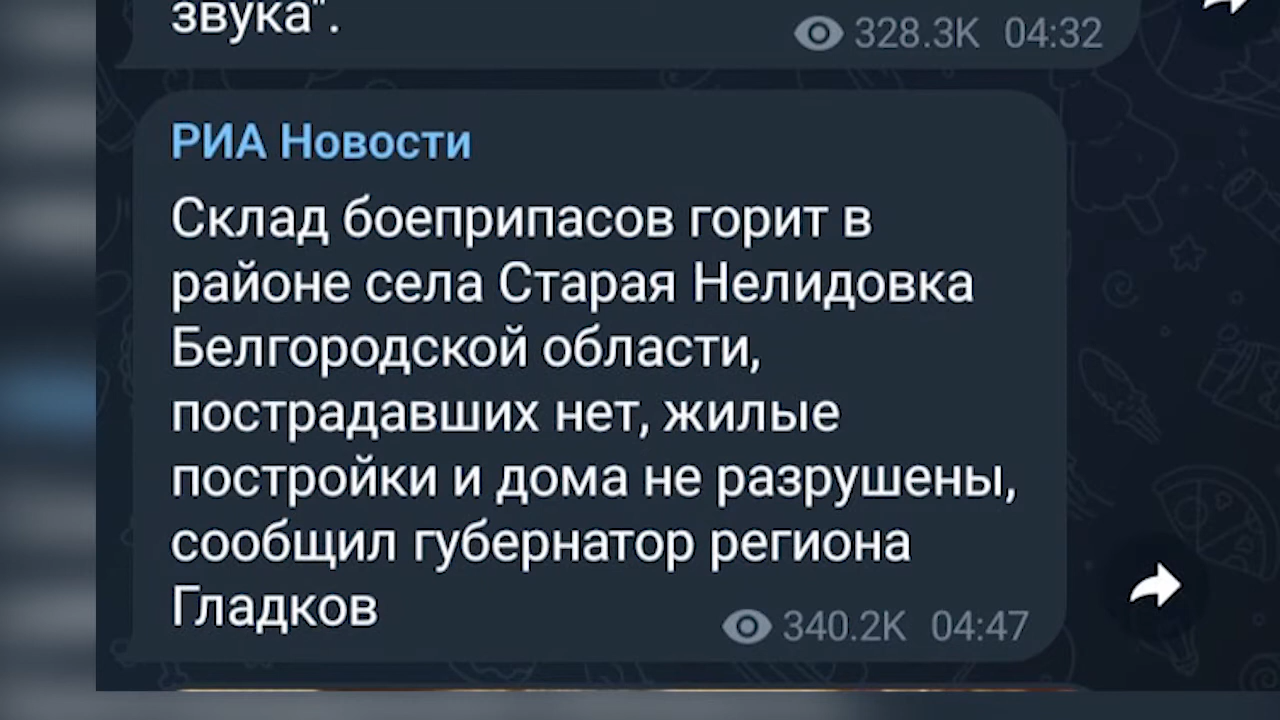 звука".
328.3K 04:32
РИА Новости
Склад боеприпасов горит в
районе села Старая Нелидовка
Белгородской области,
пострадавших нет, жилые
постройки и дома не разрушены,
сообщил губернатор региона
Гладков
340.2K 04:47